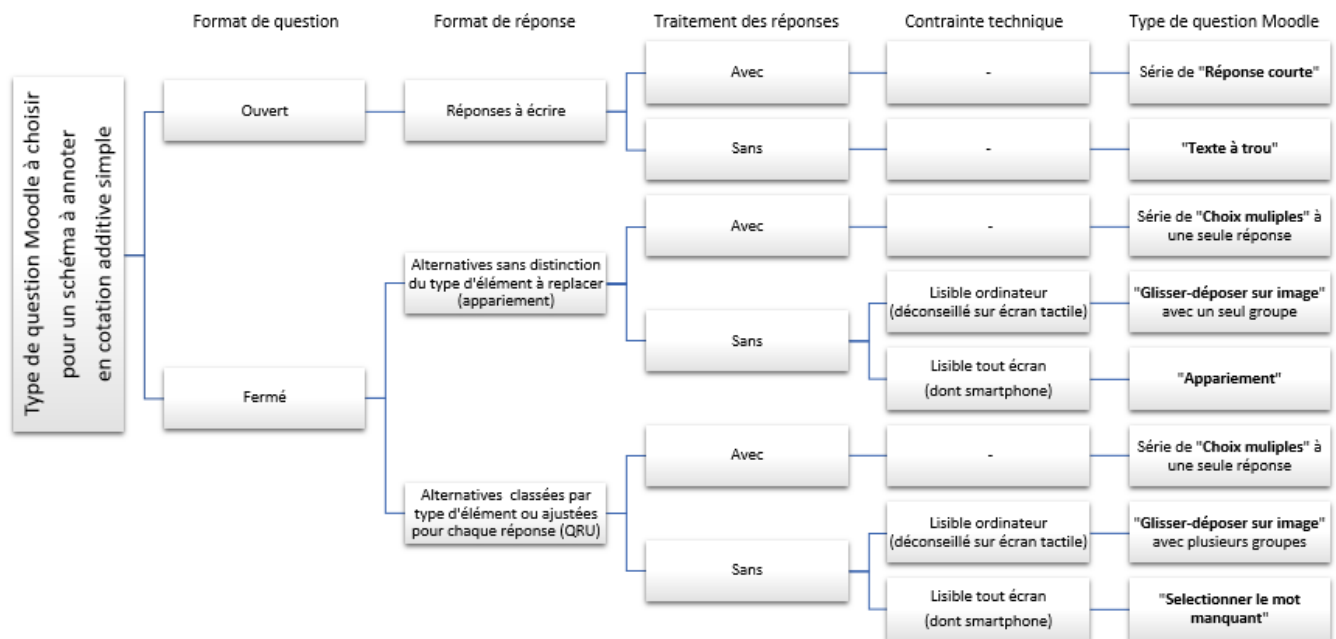 Format de question
Format de réponse
Traitement des réponses
Contrainte technique
Type de question Moodle
Type de question Moodle à choisir
pour un schéma à annoter
en cotation additive simple
Ouvert
Réponses à écrire
Avec
-
Série de "Réponse courte"
Sans
-
"Texte à trou"
Fermé
Alternatives sans distinction
du type d'élément à replacer
(appariement)
Avec
-
Série de "Choix muliples" à
une seule réponse
Sans
Lisible ordinateur
(déconseillé sur écran tactile)
"Glisser-déposer sur image"
avec un seul groupe
Lisible tout écran
(dont smartphone)
"Appariement"
Alternatives classées par
type d'élément ou ajustées
pour chaque réponse (QRU)
Avec
-
Série de "Choix muliples" à
une seule réponse
Sans
Lisible ordinateur
(déconseillé sur écran tactile)
"Glisser-déposer sur image"
avec plusieurs groupes
Lisible tout écran
(dont smartphone)
"Selectionner le mot
manquant"